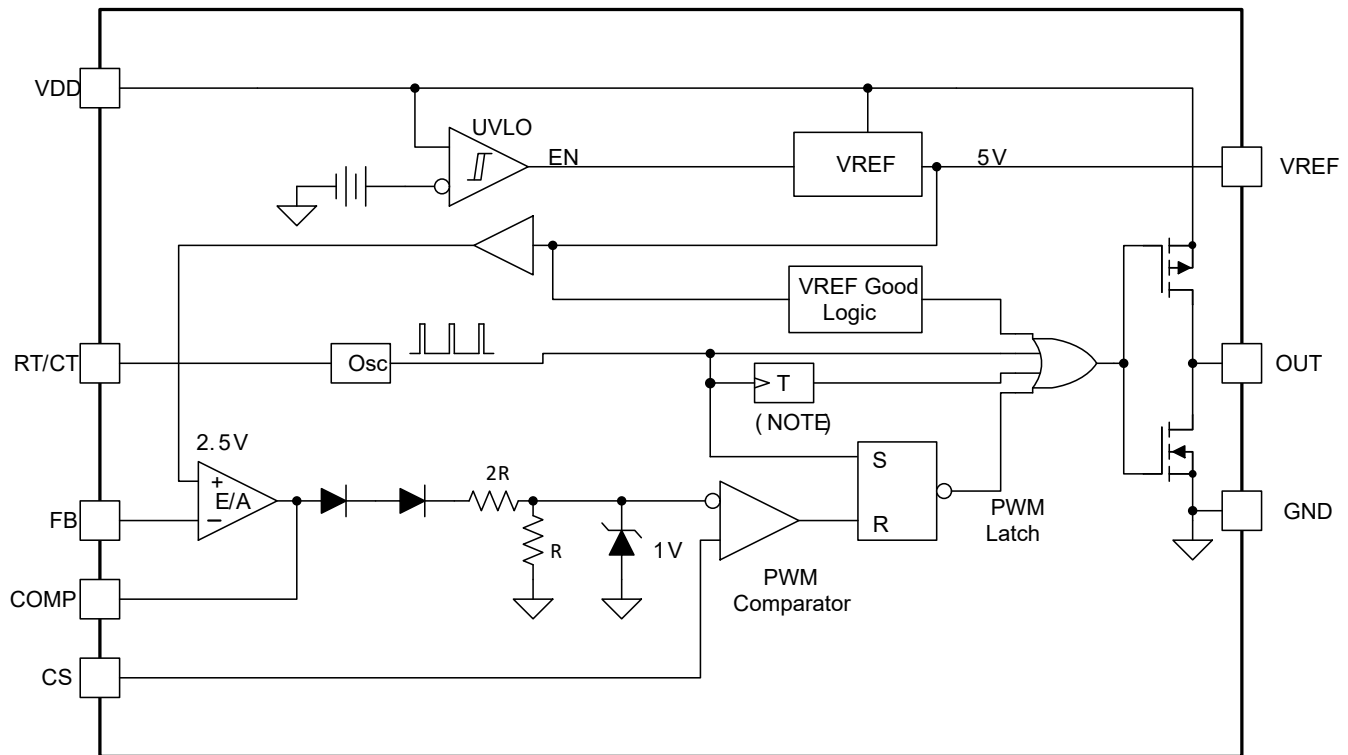 VDD
UVLO
EN
VREF
5V
VREF
VREF Good
Logic
RT/CT
Osc
T
(NOTE)
OUT
2.5V
+
E/A
−
FB
2R
R
1V
S
R
PWM
Latch
GND
COMP
PWM
Comparator
CS